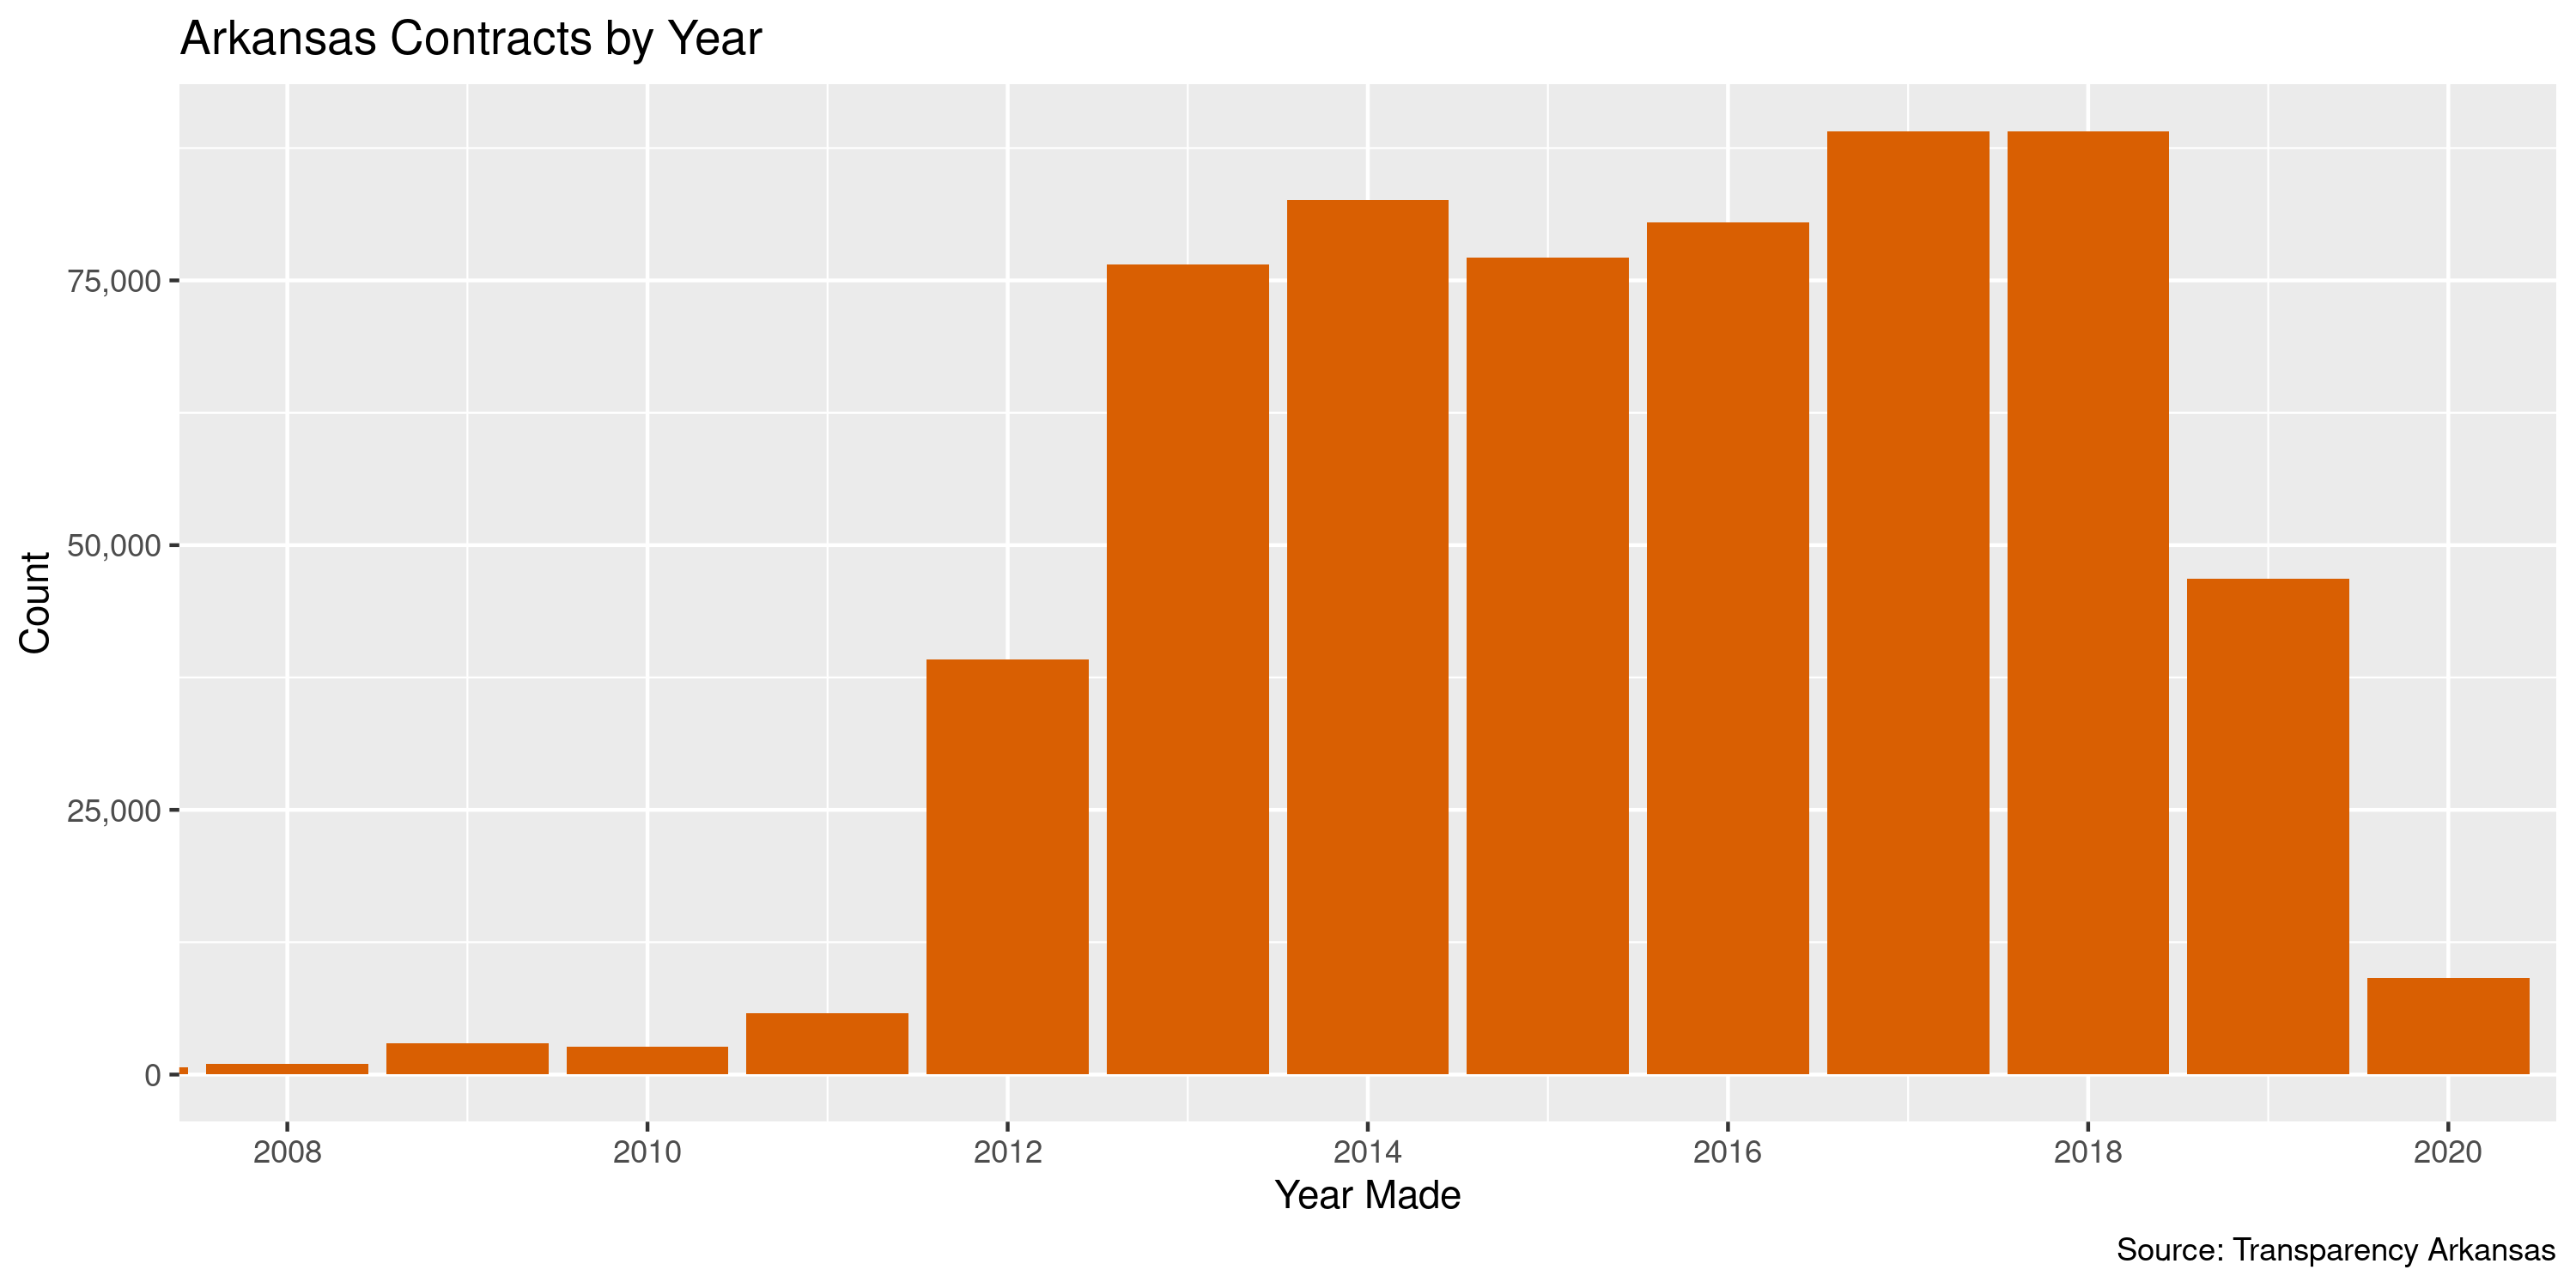 Arkansas Contracts by Year
Count
75,000
50,000
25,000
0
2008 2010 2012 2014 2016 2018 2020
Year Made
Source: Transparency Arkansas